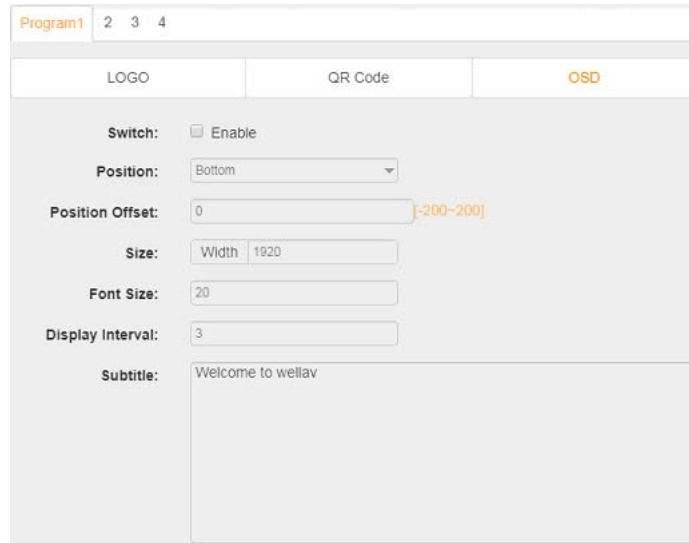 Program1 2 3 4
LOGO QR Code OSD
Switch: Enable
Position: Bottom
Position Offset: 0 [-200~200]
Size: Width 1920
Font Size: 20
Display Interval: 3
Subtitle: Welcome to wellav